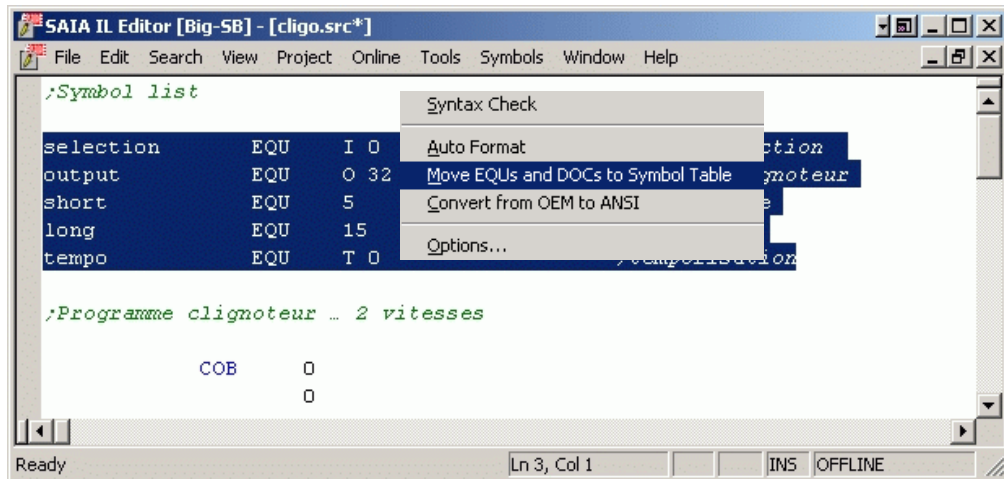 SAIA IL Editor [Big-SB] - [cligo.src*]
File Edit Search View Project Online Tools Symbols Window Help
;Symbol list
selection EQU I 0
output EQU O 32
short EQU 5
long EQU 15
tempo EQU T 0 ;temporisation
Syntax Check
Auto Format
Move EQUs and DOCs to Symbol Table
Convert from OEM to ANSI
Options...
;Programme clignoteur … 2 vitesses
COB 0
0
Ready Ln 3, Col 1 INS OFFLINE